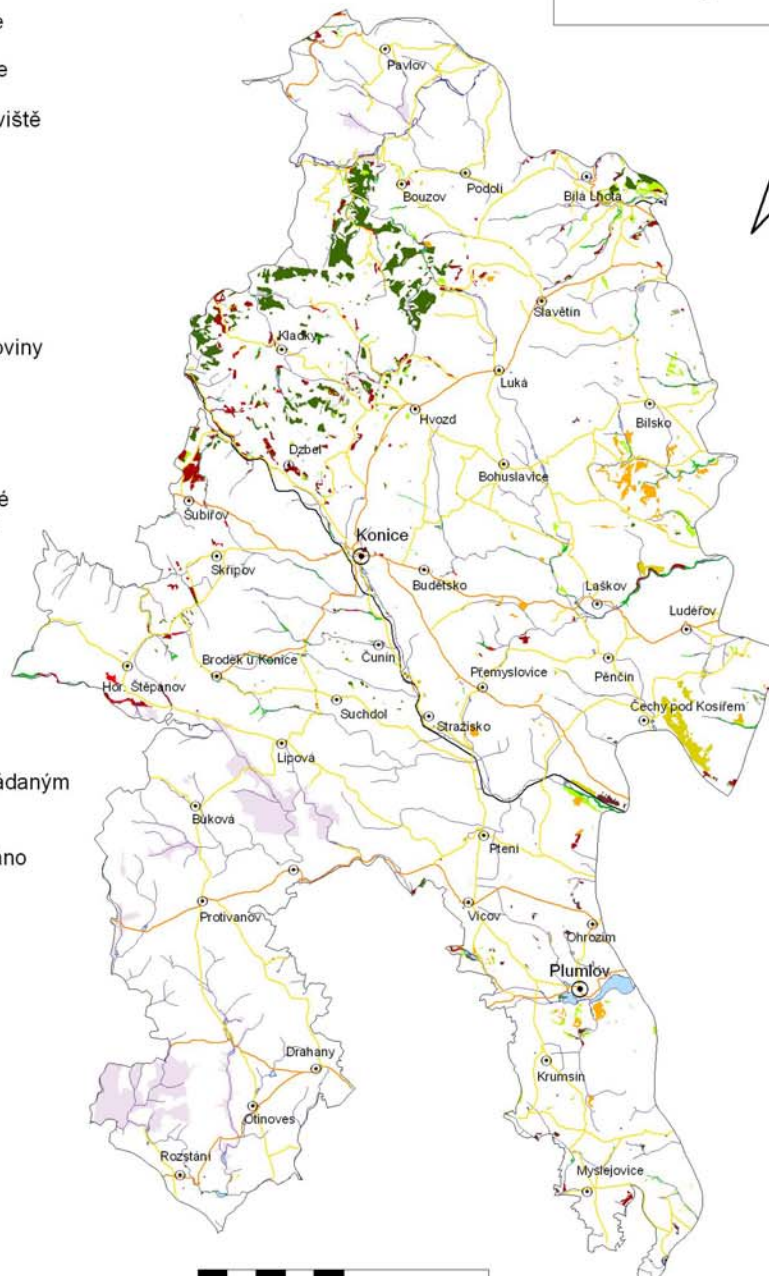 e
e
viště
oviny
é
ádaným
no
Pavlov
Bouzov
Podolí
Bílá Lhota
Slavětín
Kladky
Luká
Hvozd
Bílsko
Dzbel
Bohuslavice
Šubířov
Konice
Skřípov
Budětsko
Laškov
Luděřov
Čunín
Brodek u Konice
Hor. Štěpánov
Přemyslovice
Pěnčín
Suchdol
Stražisko
Čechy pod Kosířem
Lipová
Buková
Ptení
Protivanov
Vícov
Ohrozim
Plumlov
Drahany
Krumsín
Otinoves
Rozstání
Myslejovice